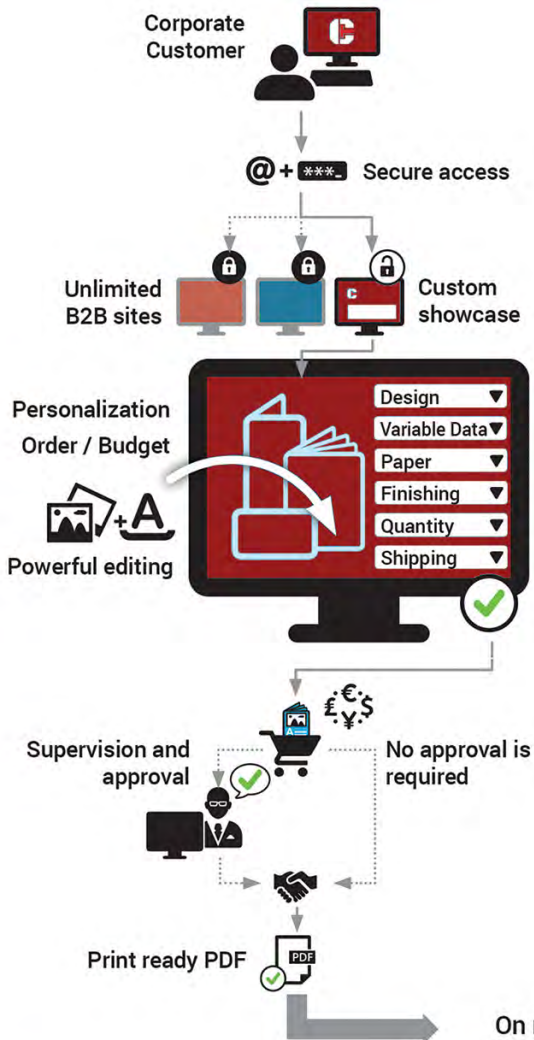 Corporate
Customer
@ + ***_ Secure access
Unlimited
B2B sites
Custom
showcase
Personalization
Order / Budget
A
Powerful editing
Design
Variable Data
Paper
Finishing
Quantity
Shipping
£ € ¥ $
Supervision and
approval
No approval is
required
Print ready PDF
PDF
On